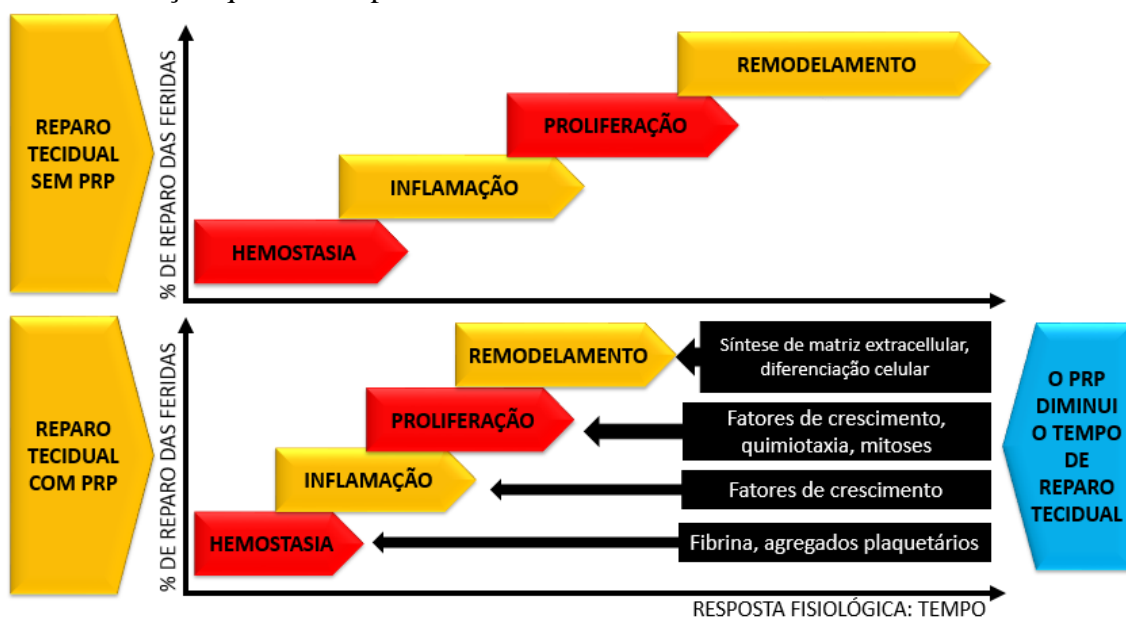 REPARO
TECIDUAL
SEM PRP
% DE REPARO DAS FERIDAS
REMODELAMENTO
PROLIFERAÇÃO
INFLAMAÇÃO
HEMOSTASIA
REPARO
TECIDUAL
COM PRP
% DE REPARO DAS FERIDAS
REMODELAMENTO
PROLIFERAÇÃO
INFLAMAÇÃO
HEMOSTASIA
Síntese de matriz extracellular,
diferenciação celular
Fatores de crescimento,
quimiotaxia, mitoses
Fatores de crescimento
Fibrina, agregados plaquetários
O PRP
DIMINUI
O TEMPO
DE
REPARO
TECIDUAL
RESPOSTA FISIOLÓGICA: TEMPO